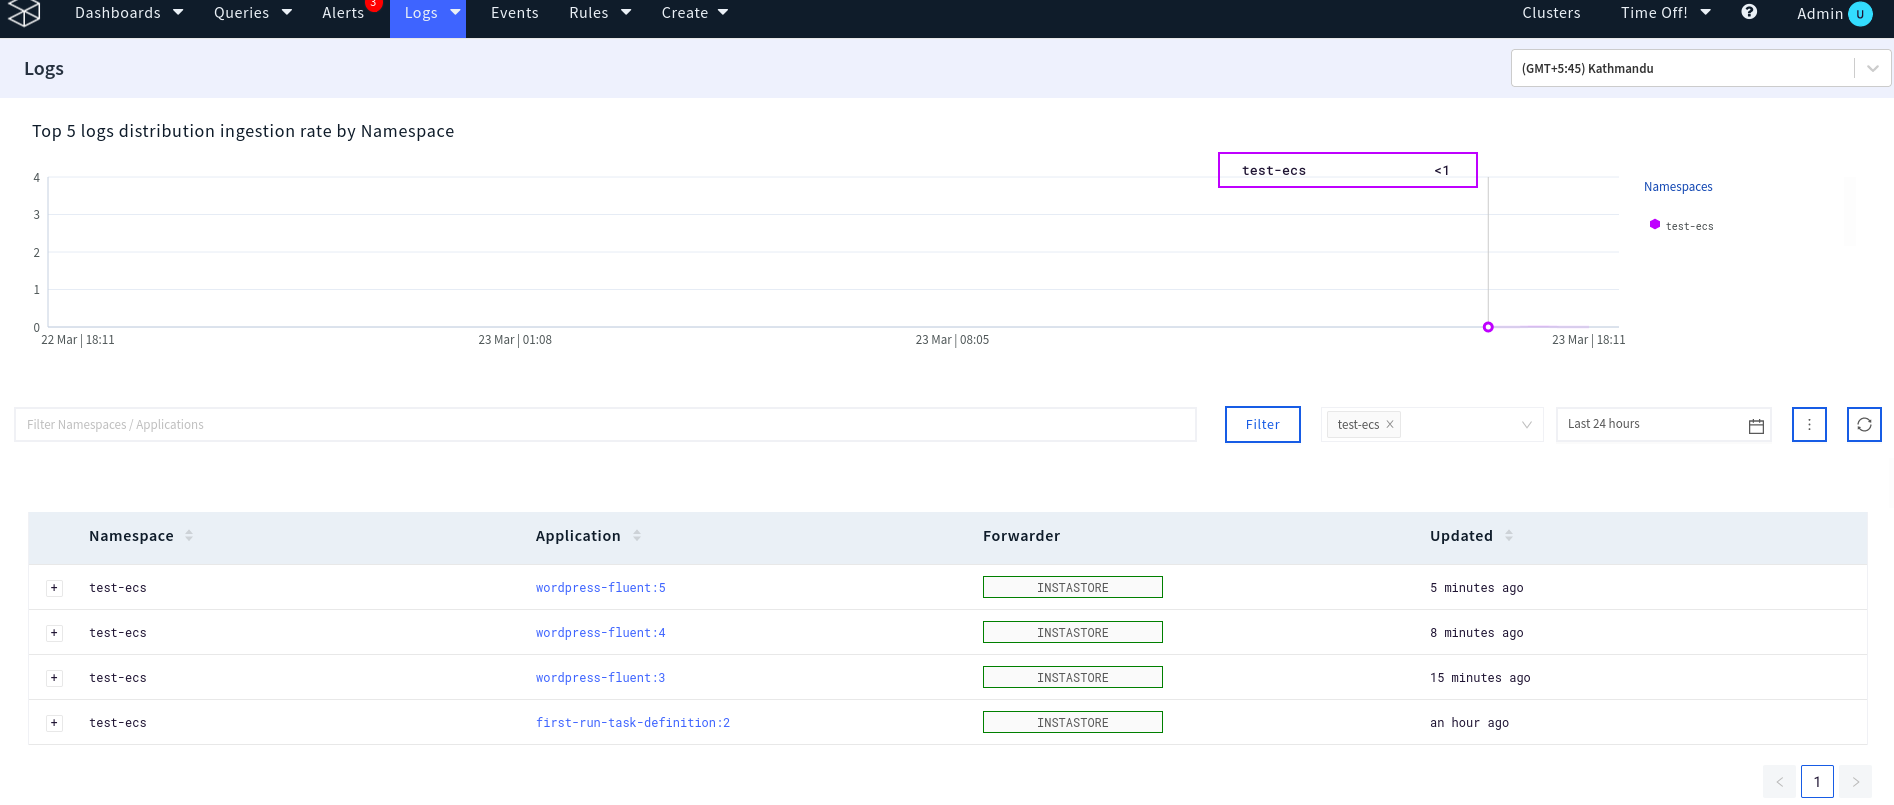 Dashboards Queries Alerts 3 Logs Events Rules Create Clusters Time Off! ? Admin U
Logs
(GMT+5:45) Kathmandu
Top 5 logs distribution ingestion rate by Namespace
test-ecs <1
4
3
2
1
0
22 Mar | 18:11 23 Mar | 01:08 23 Mar | 08:05 23 Mar | 18:11
Namespaces
test-ecs
Filter Namespaces / Applications Filter test-ecs Last 24 hours
Namespace Application Forwarder Updated
+ test-ecs wordpress-fluent:5 INSTASTORE 5 minutes ago
+ test-ecs wordpress-fluent:4 INSTASTORE 8 minutes ago
+ test-ecs wordpress-fluent:3 INSTASTORE 15 minutes ago
+ test-ecs first-run-task-definition:2 INSTASTORE an hour ago
< 1 >